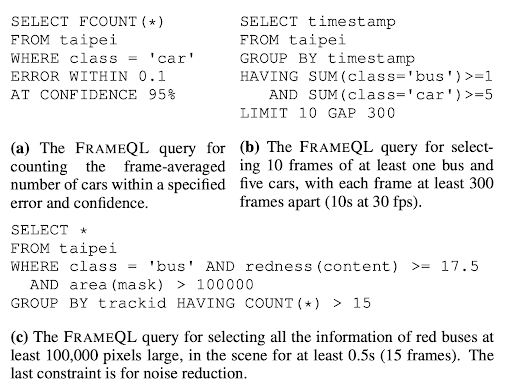 SELECT FCOUNT(*)
FROM taipei
WHERE class = 'car'
ERROR WITHIN 0.1
AT CONFIDENCE 95%
(a) The FRAMEQL query for
counting the frame-averaged
number of cars within a specified
error and confidence.
SELECT timestamp
FROM taipei
GROUP BY timestamp
HAVING SUM(class='bus')>=1
AND SUM(class='car')>=5
LIMIT 10 GAP 300
(b) The FRAMEQL query for select-
ing 10 frames of at least one bus and
five cars, with each frame at least 300
frames apart (10s at 30 fps).
SELECT *
FROM taipei
WHERE class = 'bus' AND redness(content) >= 17.5
AND area(mask) > 100000
GROUP BY trackid HAVING COUNT(*) > 15
(c) The FRAMEQL query for selecting all the information of red buses at
least 100,000 pixels large, in the scene for at least 0.5s (15 frames). The
last constraint is for noise reduction.